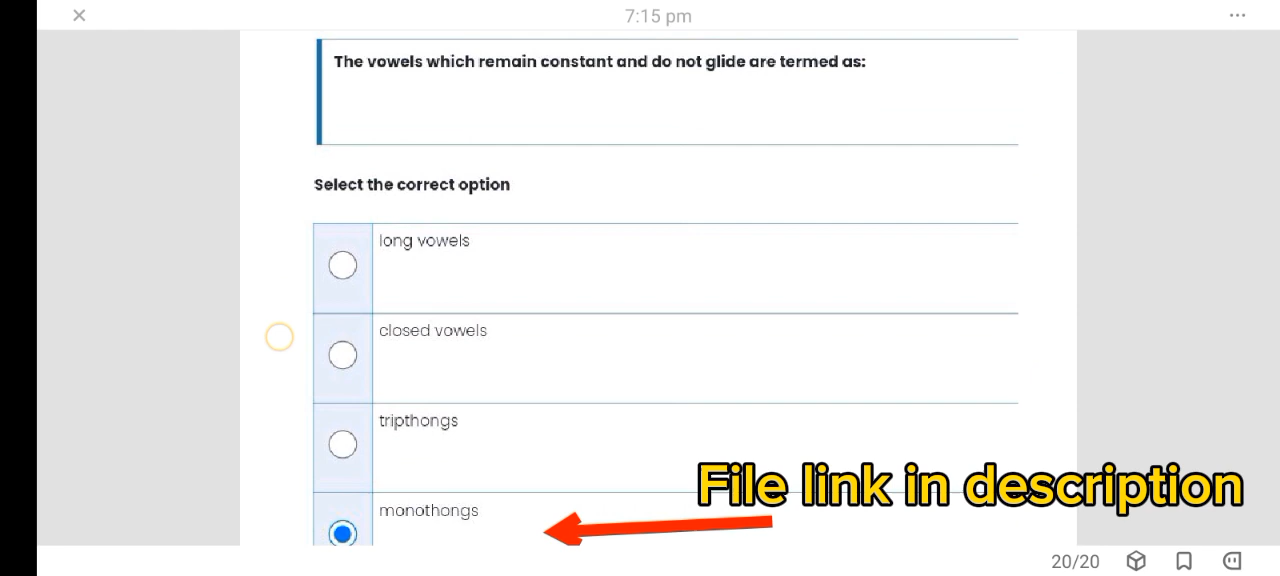 7:15 pm
The vowels which remain constant and do not glide are termed as:
Select the correct option
long vowels
closed vowels
tripthongs
monothongs
File link in description
20/20